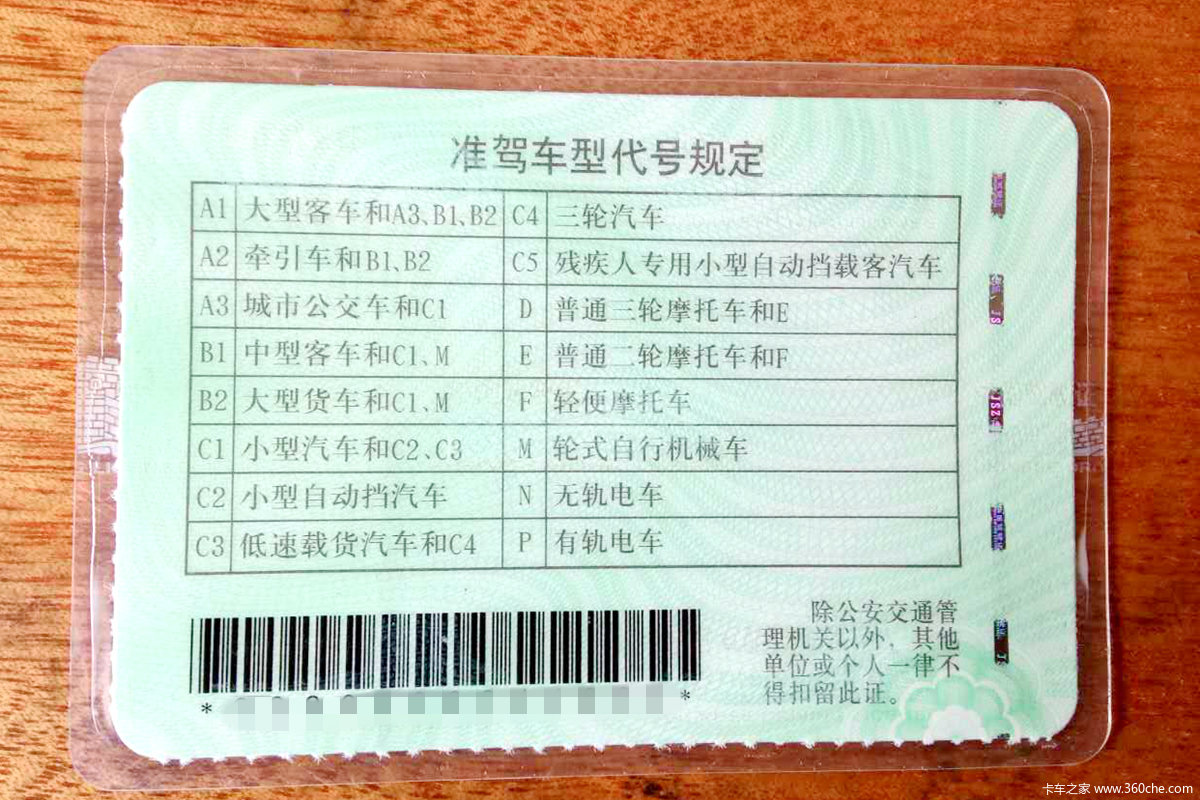 准驾车型代号规定
A1 大型客车和A3、B1、B2 C4 三轮汽车
A2 牵引车和B1、B2 C5 残疾人专用小型自动挡载客汽车
A3 城市公交车和C1 D 普通三轮摩托车和E
B1 中型客车和C1、M E 普通二轮摩托车和F
B2 大型货车和C1、M F 轻便摩托车
C1 小型汽车和C2、C3 M 轮式自行机械车
C2 小型自动挡汽车 N 无轨电车
C3 低速载货汽车和C4 P 有轨电车
除公安交通管
理机关以外，其他
单位或个人一律不
得扣留此证。
* *
卡车之家 www.360che.com